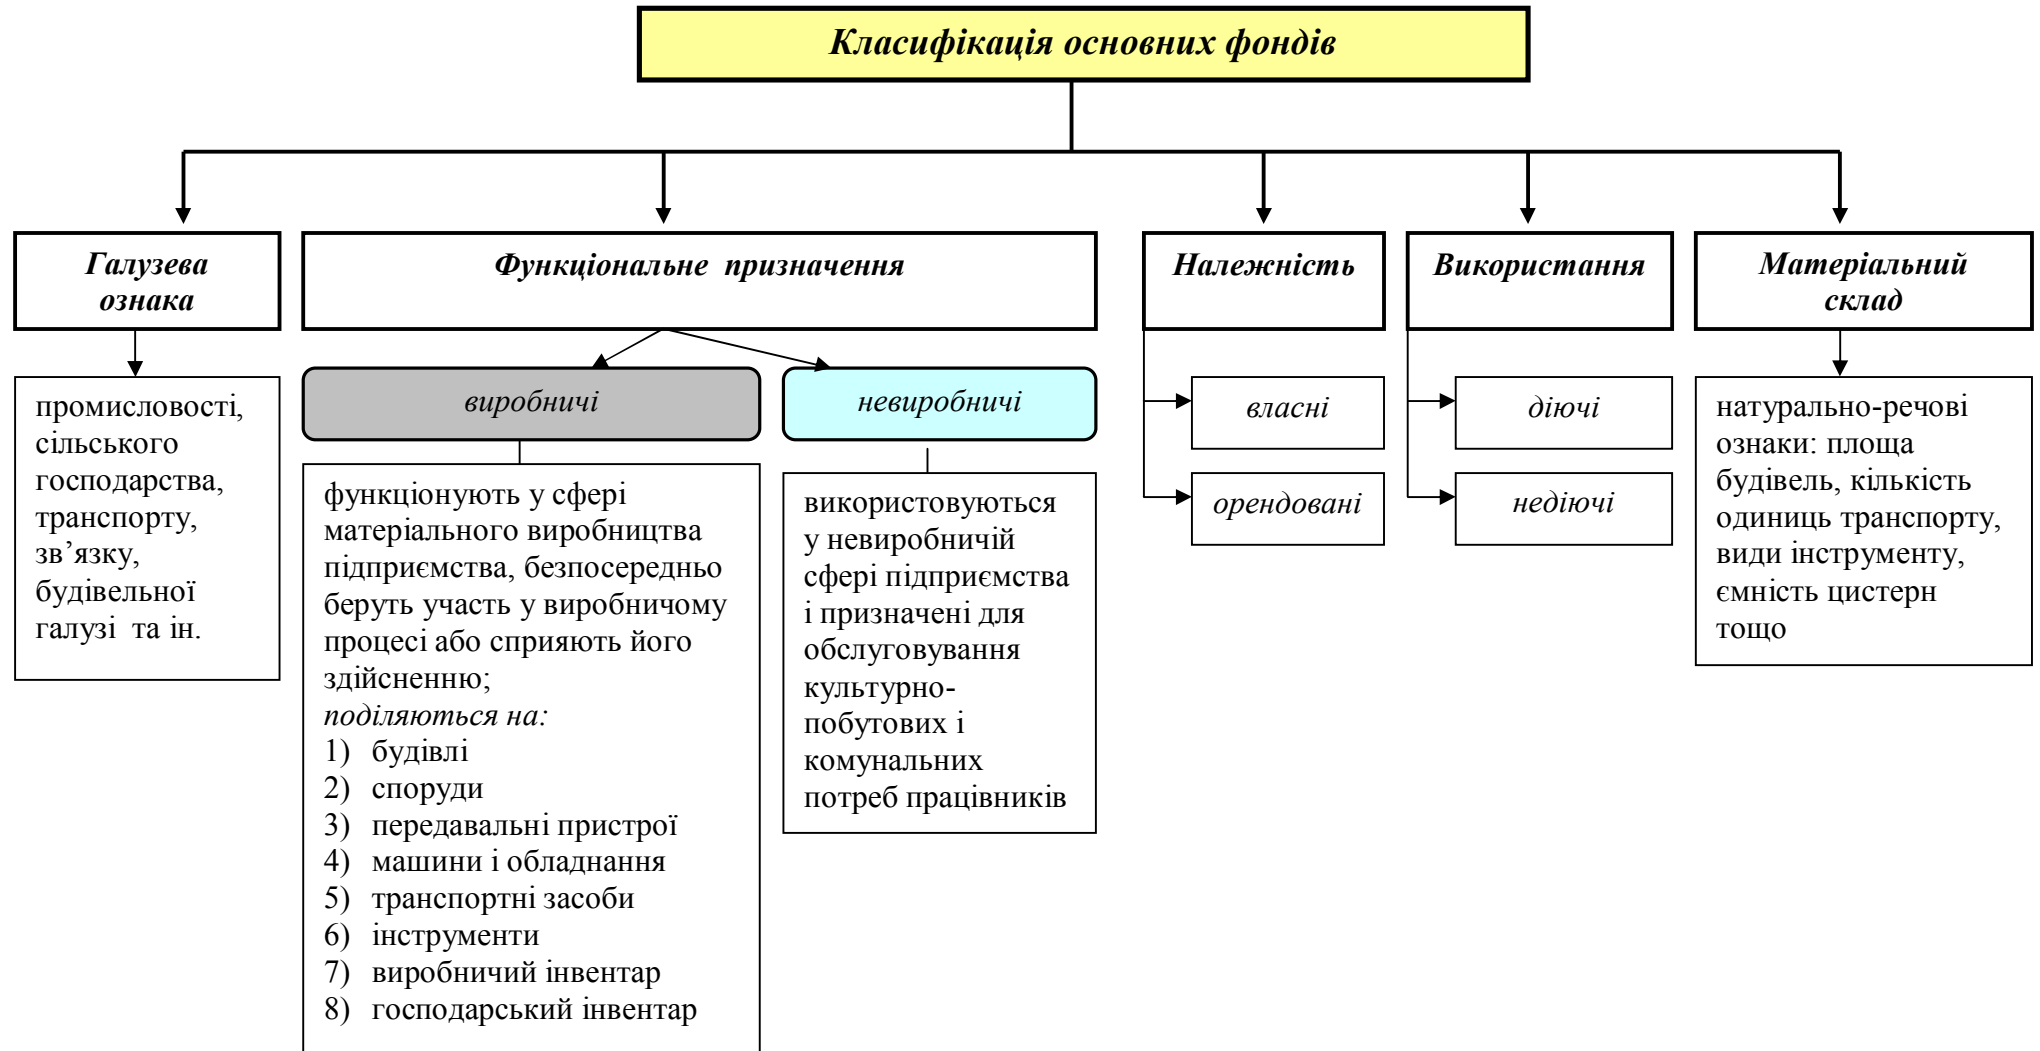 Класифікація основних фондів
Галузева
ознака
Функціональне призначення
Належність
Використання
Матеріальний
склад
промисловості,
сільського
господарства,
транспорту,
зв’язку,
будівельної
галузі та ін.
виробничі
функціонують у сфері
матеріального виробництва
підприємства, безпосередньо
беруть участь у виробничому
процесі або сприяють його
здійсненню;
поділяються на:
1) будівлі
2) споруди
3) передавальні пристрої
4) машини і обладнання
5) транспортні засоби
6) інструменти
7) виробничий інвентар
8) господарський інвентар
невиробничі
використовуються
у невиробничій
сфері підприємства
і призначені для
обслуговування
культурно-
побутових і
комунальних
потреб працівників
власні
орендовані
діючі
недіючі
натурально-речові
ознаки: площа
будівель, кількість
одиниць транспорту,
види інструменту,
ємність цистерн
тощо